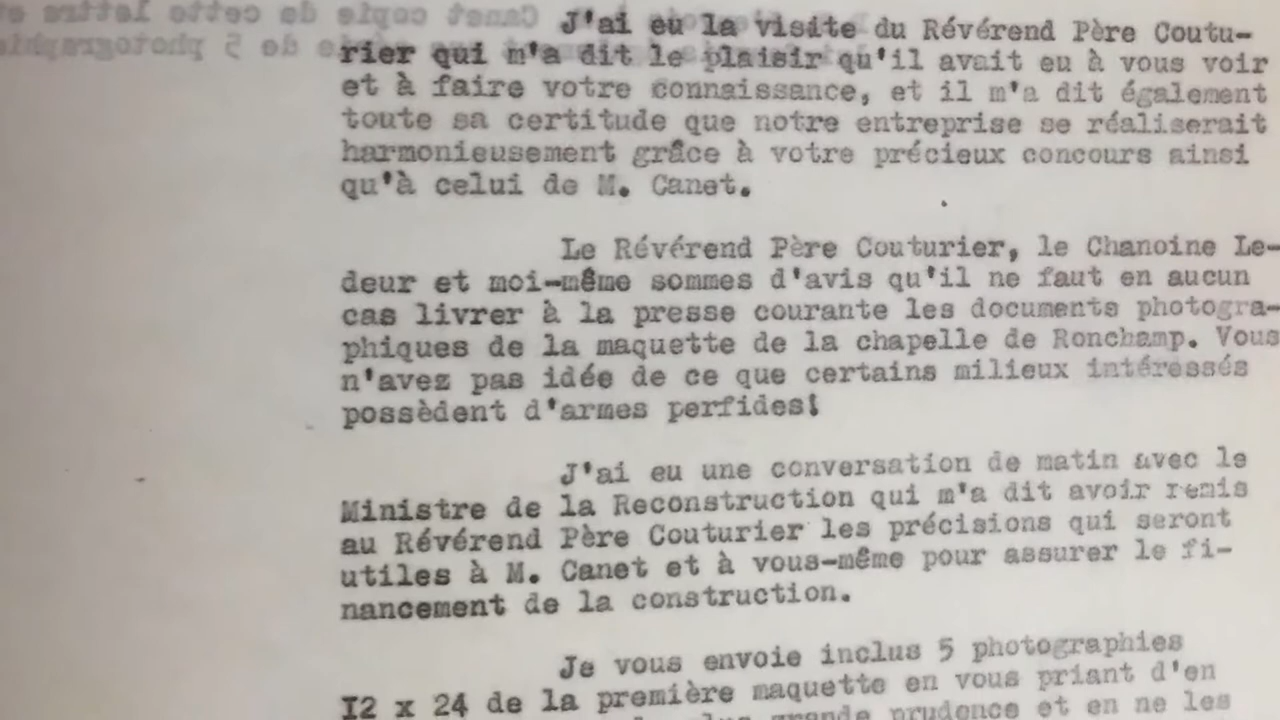 J'ai eu la visite du Révérend Père Coutu-
rier qui m'a dit le plaisir qu'il avait eu à vous voir
et à faire votre connaissance, et il m'a dit également
toute sa certitude que notre entreprise se réaliserait
harmonieusement grâce à votre précieux concours ainsi
qu'à celui de M. Canet.
Le Révérend Père Couturier, le Chanoine Le-
deur et moi-même sommes d'avis qu'il ne faut en aucun
cas livrer à la presse courante les documents photogra-
phiques de la maquette de la chapelle de Ronchamp. Vous
n'avez pas idée de ce que certains milieux intéressés
possèdent d'armes perfides!
J'ai eu une conversation de matin avec le
Ministre de la Reconstruction qui m'a dit avoir remis
au Révérend Père Couturier les précisions qui seront
utiles à M. Canet et à vous-même pour assurer le fi-
nancement de la construction.
Je vous envoie inclus 5 photographies
I2 x 24 de la première maquette en vous priant d'en
plus grande prudence et en ne les